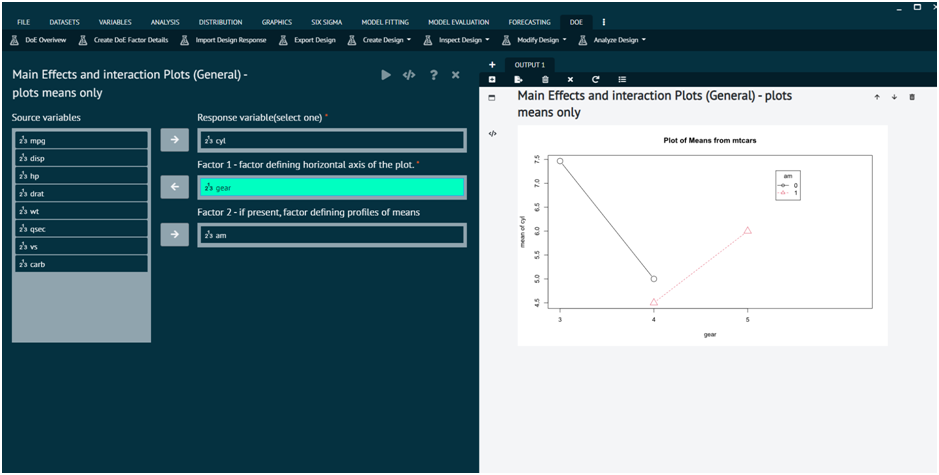 FILE DATASETS VARIABLES ANALYSIS DISTRIBUTION GRAPHICS SIX SIGMA MODEL FITTING MODEL EVALUATION FORECASTING DOE
DoE Overivew Create DoE Factor Details Import Design Response Export Design Create Design Inspect Design Modify Design Analyze Design
Main Effects and interaction Plots (General) -
plots means only
Source variables
mpg
disp
hp
drat
wt
qsec
vs
carb
Response variable(select one) *
cyl
Factor 1 - factor defining horizontal axis of the plot. *
gear
Factor 2 - if present, factor defining profiles of means
am
OUTPUT 1
Main Effects and interaction Plots (General) - plots
means only
Plot of Means from mtcars
am
0
1
mean of cyl
7.5
7.0
6.5
6.0
5.5
5.0
4.5
3 4 5
gear